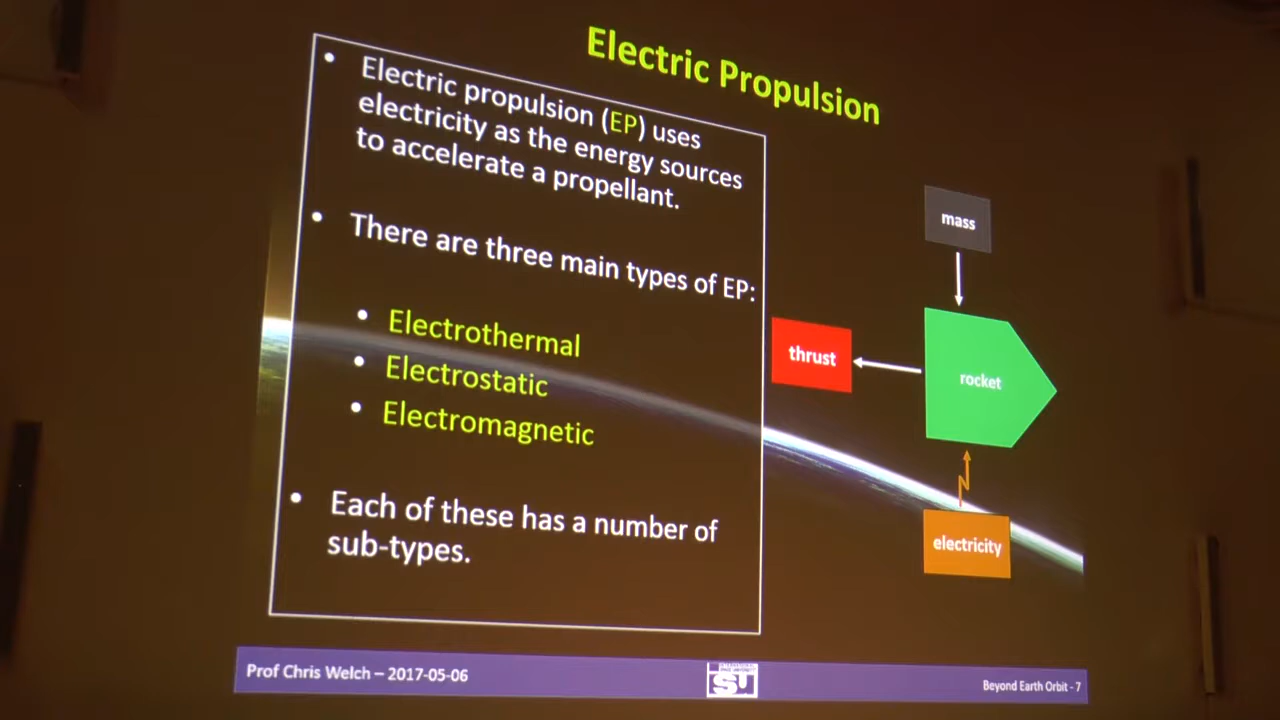 Electric Propulsion
• Electric propulsion (EP) uses
electricity as the energy sources
to accelerate a propellant.
• There are three main types of EP:
• Electrothermal
• Electrostatic
• Electromagnetic
• Each of these has a number of
sub-types.
mass
thrust
rocket
electricity
Prof Chris Welch – 2017-05-06
Beyond Earth Orbit - 7